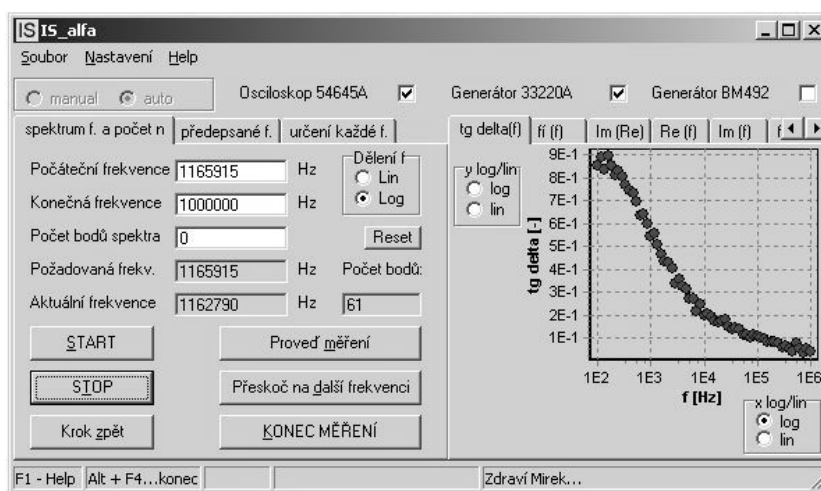 IS IS_alfa
Soubor Nastavení Help
manual auto Osciloskop 54645A Generátor 33220A Generátor BM492
spektrum f. a počet n předepsané f. určení každé f.
Počáteční frekvence 1165915 Hz
Konečná frekvence 1000000 Hz
Počet bodů spektra 0
Dělení f
Lin
Log
Reset
Požadovaná frekv. 1165915 Hz Počet bodů:
Aktuální frekvence 1162790 Hz 61
START Proveď měření
STOP Přeskoč na další frekvenci
Krok zpět KONEC MĚŘENÍ
tg delta(f) fí (f) Im (Re) Re (f) Im (f) f
y log/lin
log
lin
tg delta [-]
9E-1
8E-1
7E-1
6E-1
5E-1
4E-1
3E-1
2E-1
1E-1
1E2 1E3 1E4 1E5 1E6
f [Hz]
x log/lin
log
lin
F1 - Help Alt + F4...konec Zdraví Mirek...